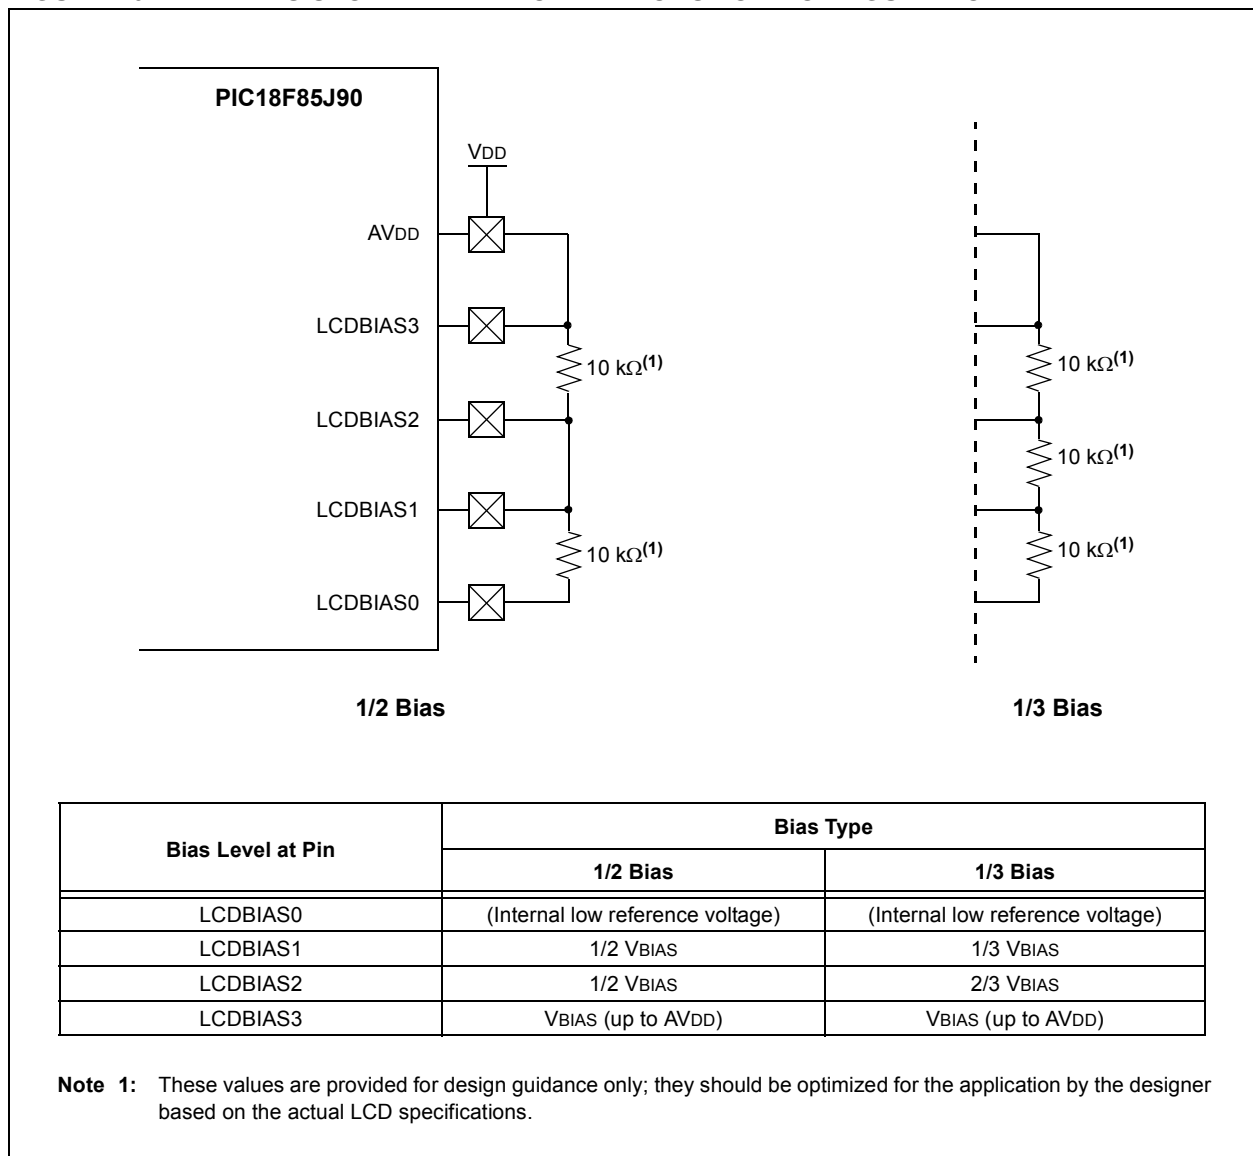 PIC18F85J90
VDD
AVDD
LCDBIAS3
10 kΩ(1)
10 kΩ(1)
LCDBIAS2
10 kΩ(1)
LCDBIAS1
10 kΩ(1)
10 kΩ(1)
LCDBIAS0
1/2 Bias
1/3 Bias
Bias Level at Pin
Bias Type
1/2 Bias
1/3 Bias
LCDBIAS0
(Internal low reference voltage)
(Internal low reference voltage)
LCDBIAS1
1/2 VBIAS
1/3 VBIAS
LCDBIAS2
1/2 VBIAS
2/3 VBIAS
LCDBIAS3
VBIAS (up to AVDD)
VBIAS (up to AVDD)
Note 1: These values are provided for design guidance only; they should be optimized for the application by the designer
based on the actual LCD specifications.